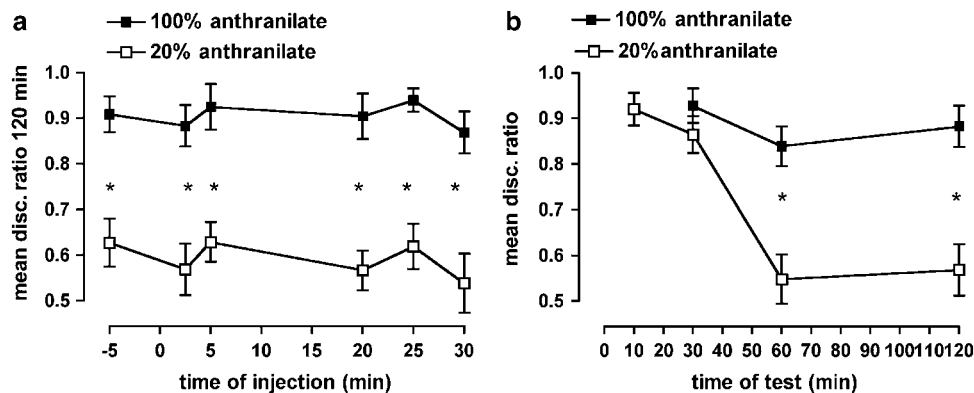 a
100% anthranilate
20% anthranilate
mean disc. ratio 120 min
1.0
0.9
0.8
0.7
0.6
0.5
*
*
*
*
*
*
-5
0
5
10
15
20
25
30
time of injection (min)
b
100% anthranilate
20%anthranilate
mean disc. ratio
1.0
0.9
0.8
0.7
0.6
0.5
*
*
0 10 20 30 40 50 60 70 80 90 100110120
time of test (min)